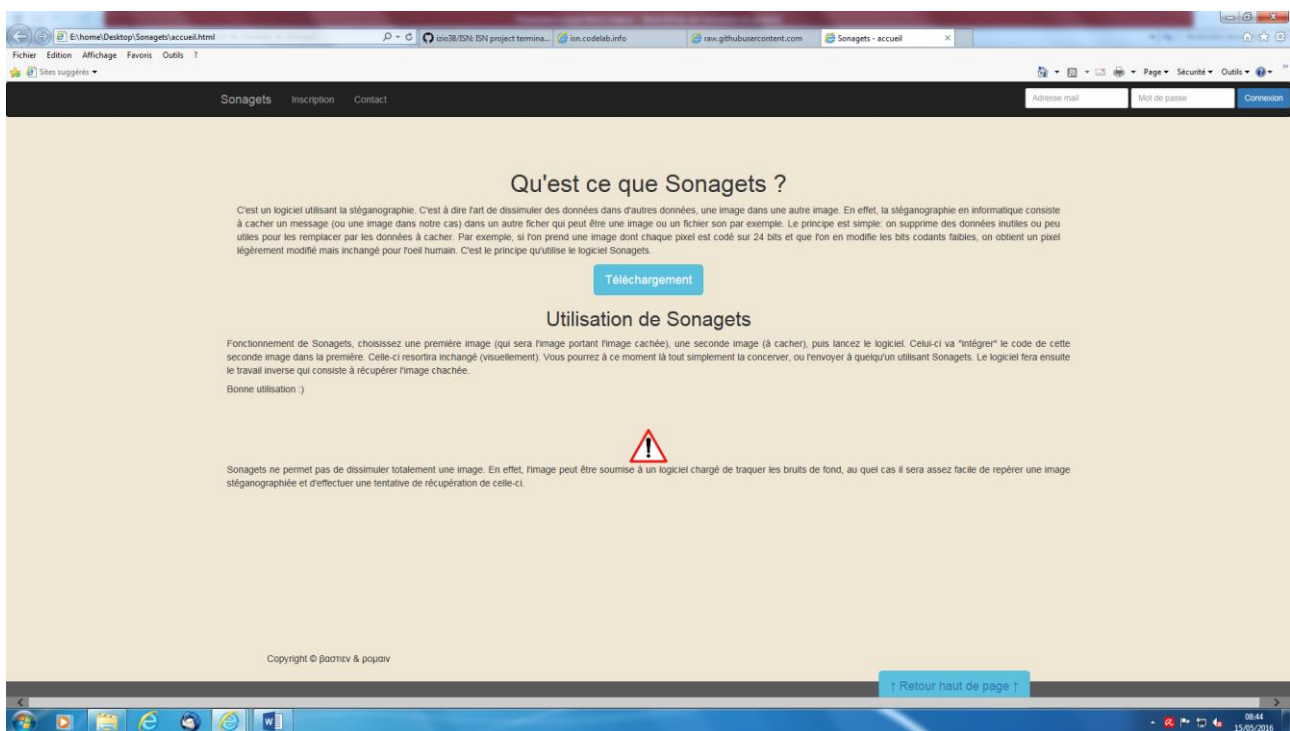 E:\home\Desktop\Sonagets\accueil.html
izie38/ISN: ISN project termina...
isn.codelab.info
raw.githubusercontent.com
Sonagets - accueil
Fichier Edition Affichage Favoris Outils ?
Sites suggérés
Page Sécurité Outils
Sonagets Inscription Contact
Adresse mail Mot de passe Connexion
Qu'est ce que Sonagets ?
C'est un logiciel utilisant la stéganographie. C'est à dire l'art de dissimuler des données dans d'autres données, une image dans une autre image. En effet, la stéganographie en informatique consiste
à cacher un message (ou une image dans notre cas) dans un autre ficher qui peut être une image ou un fichier son par exemple. Le principe est simple: on supprime des données inutiles ou peu
utiles pour les remplacer par les données à cacher. Par exemple, si l'on prend une image dont chaque pixel est codé sur 24 bits et que l'on en modifie les bits codants faibles, on obtient un pixel
légèrement modifié mais inchangé pour l'oeil humain. C'est le principe qu'utilise le logiciel Sonagets.
Téléchargement
Utilisation de Sonagets
Fonctionnement de Sonagets, choisissez une première image (qui sera l'image portant l'image cachée), une seconde image (à cacher), puis lancez le logiciel. Celui-ci va "intégrer" le code de cette
seconde image dans la première. Celle-ci resortira inchangé (visuellement). Vous pourrez à ce moment là tout simplement la concerver, ou l'envoyer à quelqu'un utilisant Sonagets. Le logiciel fera ensuite
le travail inverse qui consiste à récupérer l'image chachée.
Bonne utilisation :)
Sonagets ne permet pas de dissimuler totalement une image. En effet, l'image peut être soumise à un logiciel chargé de traquer les bruits de fond, au quel cas il sera assez facile de repérer une image
stéganographiée et d'effectuer une tentative de récupération de celle-ci.
Copyright © βαστιεν & ρομαιν
↑ Retour haut de page ↑
08:44
15/05/2016